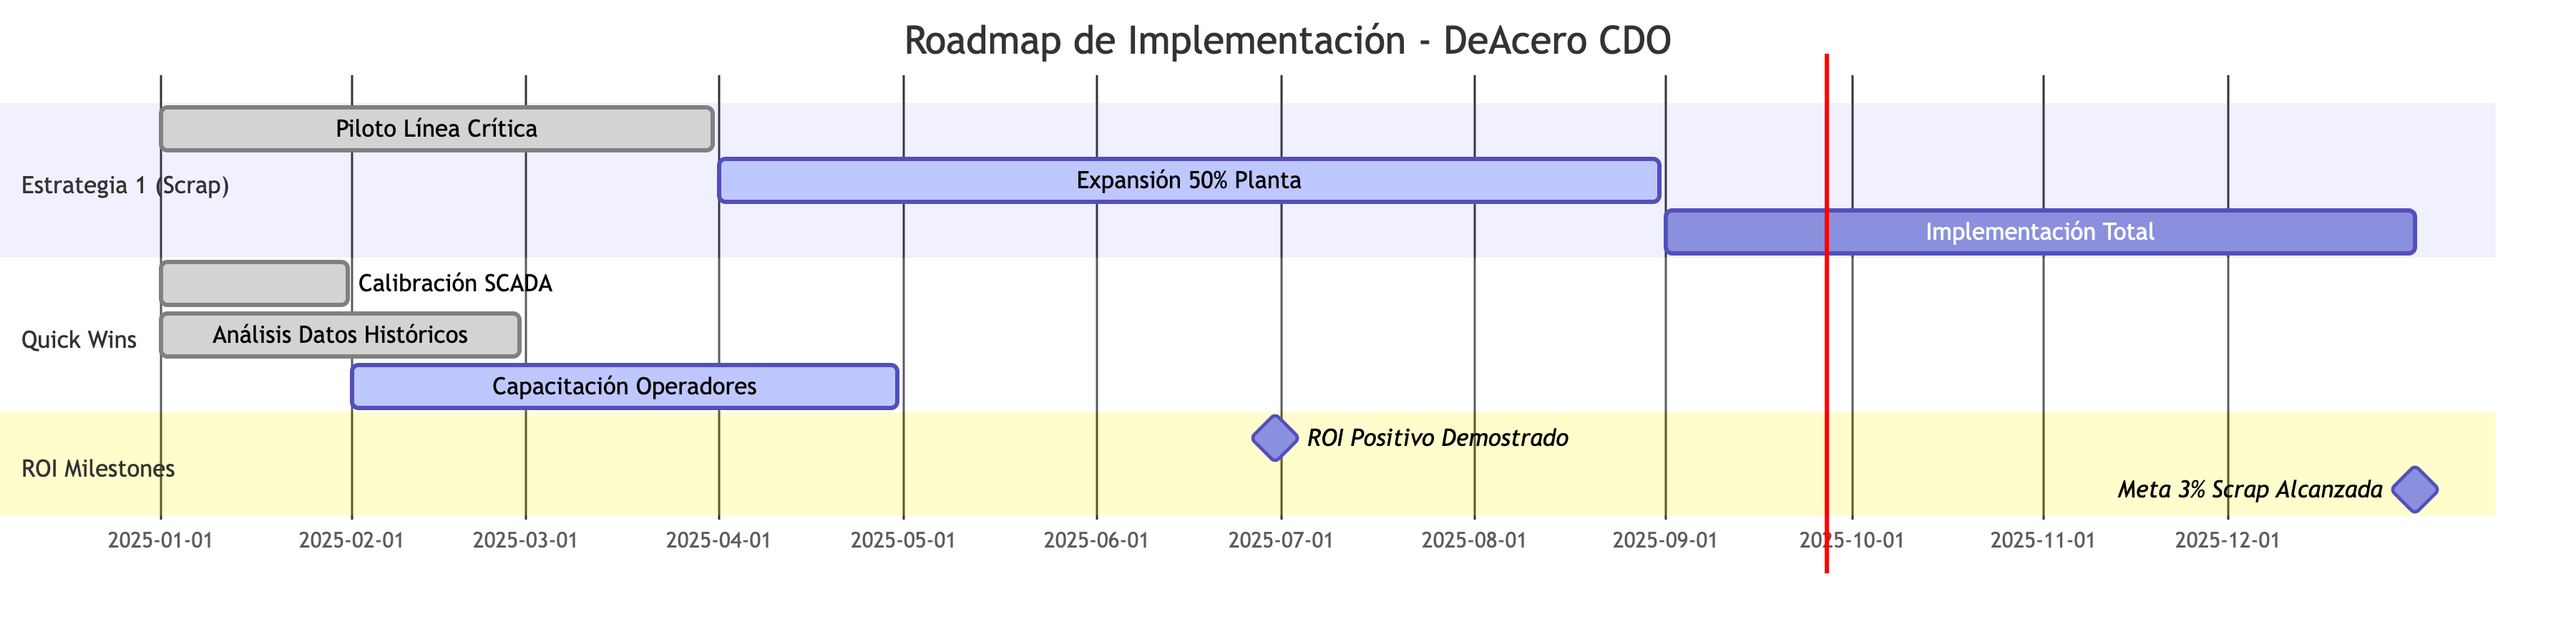 Roadmap de Implementación - DeAcero CDO
Piloto Línea Crítica
Expansión 50% Planta
Estrategia 1 (Scrap)
Implementación Total
Calibración SCADA
Análisis Datos Históricos
Quick Wins
Capacitación Operadores
ROI Positivo Demostrado
ROI Milestones
Meta 3% Scrap Alcanzada
2025-01-01 2025-02-01 2025-03-01 2025-04-01 2025-05-01 2025-06-01 2025-07-01 2025-08-01 2025-09-01 2025-10-01 2025-11-01 2025-12-01